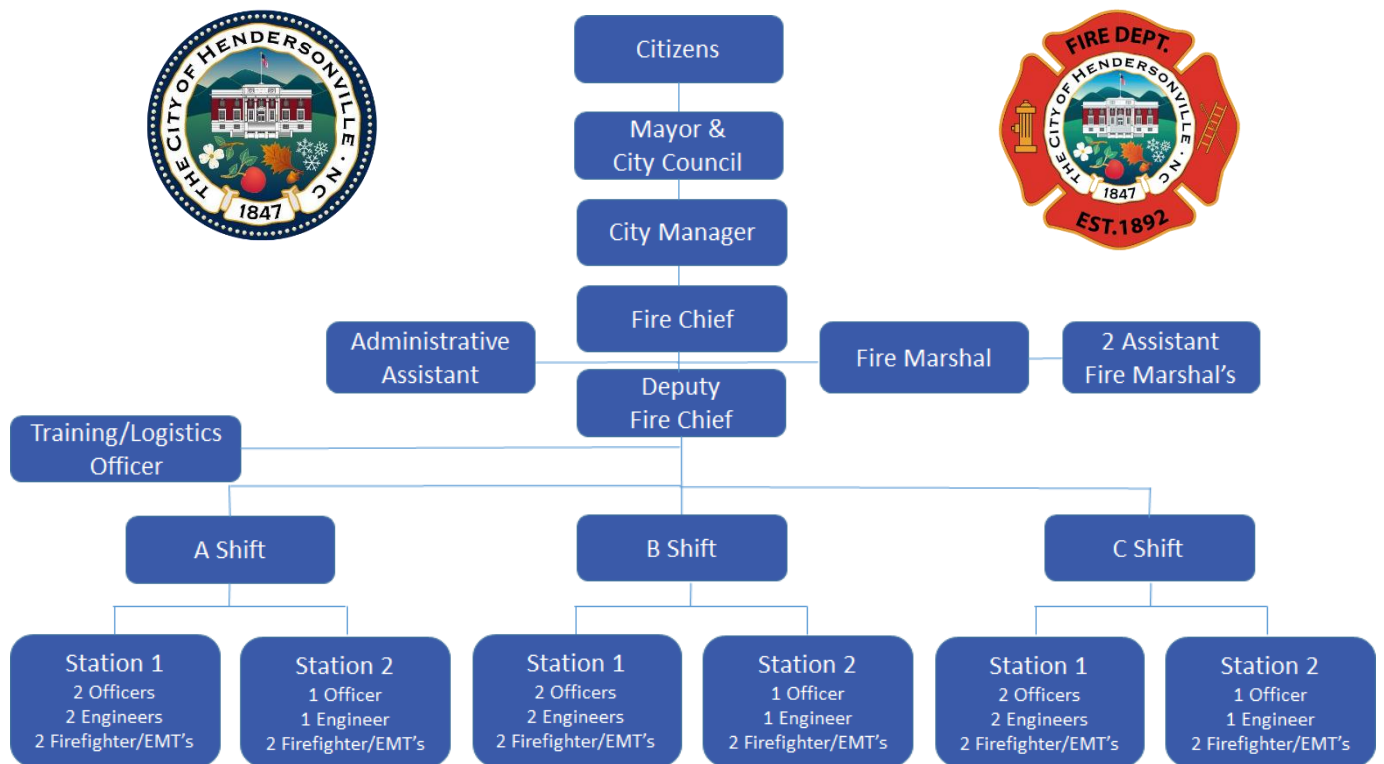 THE CITY OF HENDERSONVILLE · NC
1847
FIRE DEPT.
THE CITY OF HENDERSONVILLE · NC
1847
EST.1892
Citizens
Mayor &
City Council
City Manager
Fire Chief
Administrative
Assistant
Fire Marshal
2 Assistant
Fire Marshal's
Deputy
Fire Chief
Training/Logistics
Officer
A Shift
B Shift
C Shift
Station 1
2 Officers
2 Engineers
2 Firefighter/EMT's
Station 2
1 Officer
1 Engineer
2 Firefighter/EMT's
Station 1
2 Officers
2 Engineers
2 Firefighter/EMT's
Station 2
1 Officer
1 Engineer
2 Firefighter/EMT's
Station 1
2 Officers
2 Engineers
2 Firefighter/EMT's
Station 2
1 Officer
1 Engineer
2 Firefighter/EMT's